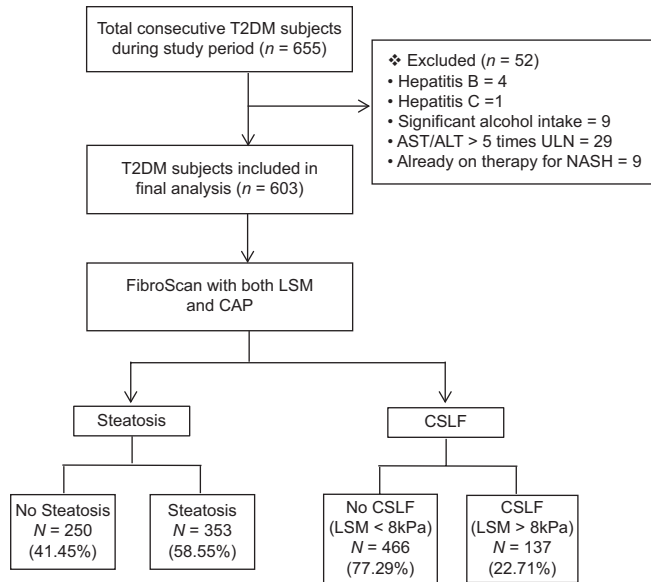 Total consecutive T2DM subjects
during study period (n = 655)
❖ Excluded (n = 52)
• Hepatitis B = 4
• Hepatitis C =1
• Significant alcohol intake = 9
• AST/ALT > 5 times ULN = 29
• Already on therapy for NASH = 9
T2DM subjects included in
final analysis (n = 603)
FibroScan with both LSM
and CAP
Steatosis
CSLF
No Steatosis
N = 250
(41.45%)
Steatosis
N = 353
(58.55%)
No CSLF
(LSM < 8kPa)
N = 466
(77.29%)
CSLF
(LSM > 8kPa)
N = 137
(22.71%)